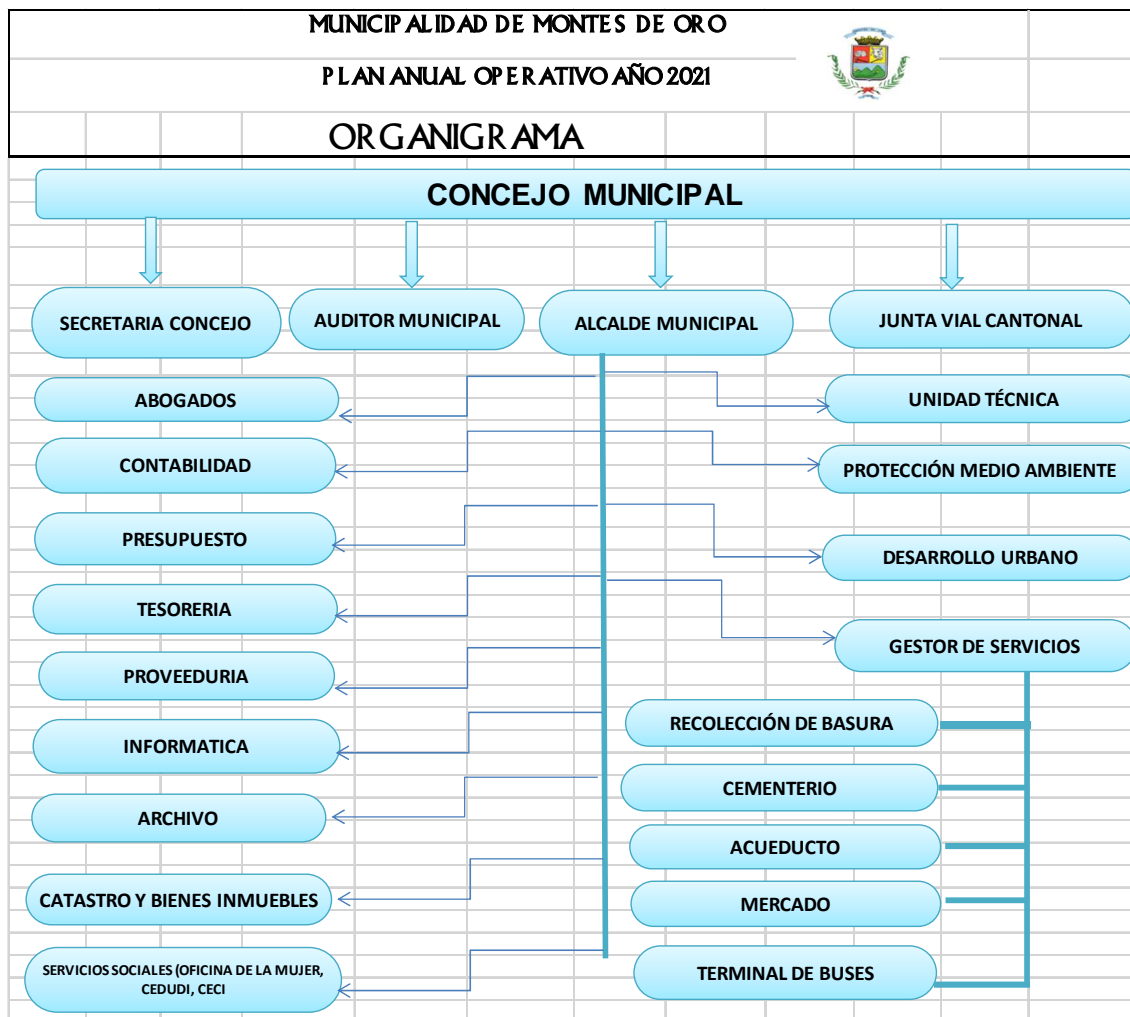 MUNICIPALIDAD DE MONTES DE ORO
PLAN ANUAL OPERATIVO AÑO 2021
ORGANIGRAMA
CONCEJO MUNICIPAL
SECRETARIA CONCEJO
AUDITOR MUNICIPAL
ALCALDE MUNICIPAL
JUNTA VIAL CANTONAL
ABOGADOS
UNIDAD TÉCNICA
CONTABILIDAD
PROTECCIÓN MEDIO AMBIENTE
PRESUPUESTO
DESARROLLO URBANO
TESORERIA
GESTOR DE SERVICIOS
PROVEEDURIA
RECOLECCIÓN DE BASURA
INFORMATICA
CEMENTERIO
ARCHIVO
ACUEDUCTO
CATASTRO Y BIENES INMUEBLES
MERCADO
SERVICIOS SOCIALES (OFICINA DE LA MUJER,
CEDUDI, CECI
TERMINAL DE BUSES